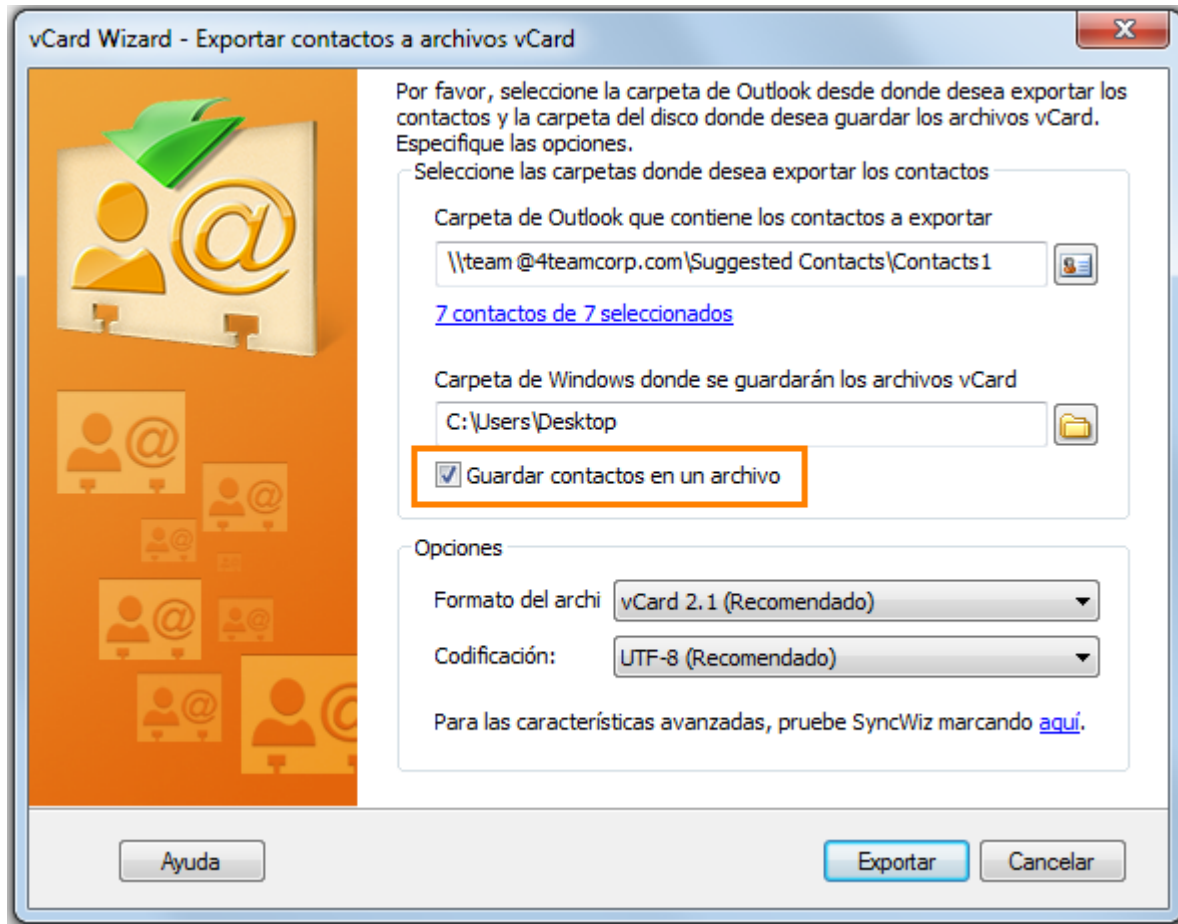 vCard Wizard - Exportar contactos a archivos vCard
Por favor, seleccione la carpeta de Outlook desde donde desea exportar los
contactos y la carpeta del disco donde desea guardar los archivos vCard.
Especifique las opciones.
Seleccione las carpetas donde desea exportar los contactos
Carpeta de Outlook que contiene los contactos a exportar
\\team@4teamcorp.com\Suggested Contacts\Contacts1
7 contactos de 7 seleccionados
Carpeta de Windows donde se guardarán los archivos vCard
C:\Users\Desktop
Guardar contactos en un archivo
Opciones
Formato del archi vCard 2.1 (Recomendado)
Codificación: UTF-8 (Recomendado)
Para las características avanzadas, pruebe SyncWiz marcando aquí.
Ayuda Exportar Cancelar